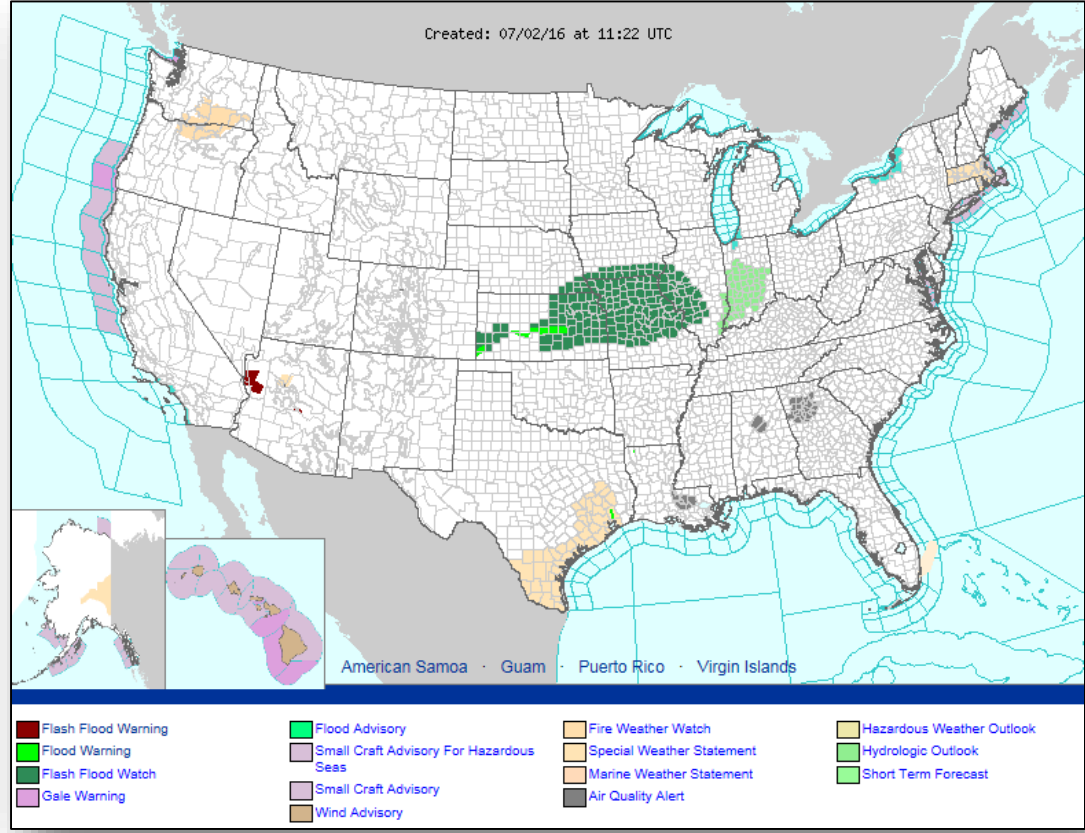 Created: 07/02/16 at 11:22 UTC
American Samoa · Guam · Puerto Rico · Virgin Islands
Flash Flood Warning
Flood Warning
Flash Flood Watch
Gale Warning
Flood Advisory
Small Craft Advisory For Hazardous
Seas
Small Craft Advisory
Wind Advisory
Fire Weather Watch
Special Weather Statement
Marine Weather Statement
Air Quality Alert
Hazardous Weather Outlook
Hydrologic Outlook
Short Term Forecast